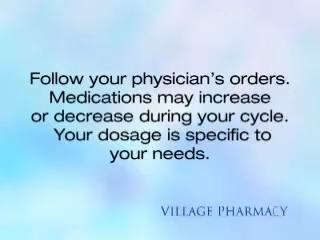 Follow your physician's orders.
Medications may increase
or decrease during your cycle.
Your dosage is specific to
your needs.
VILLAGE PHARMACY